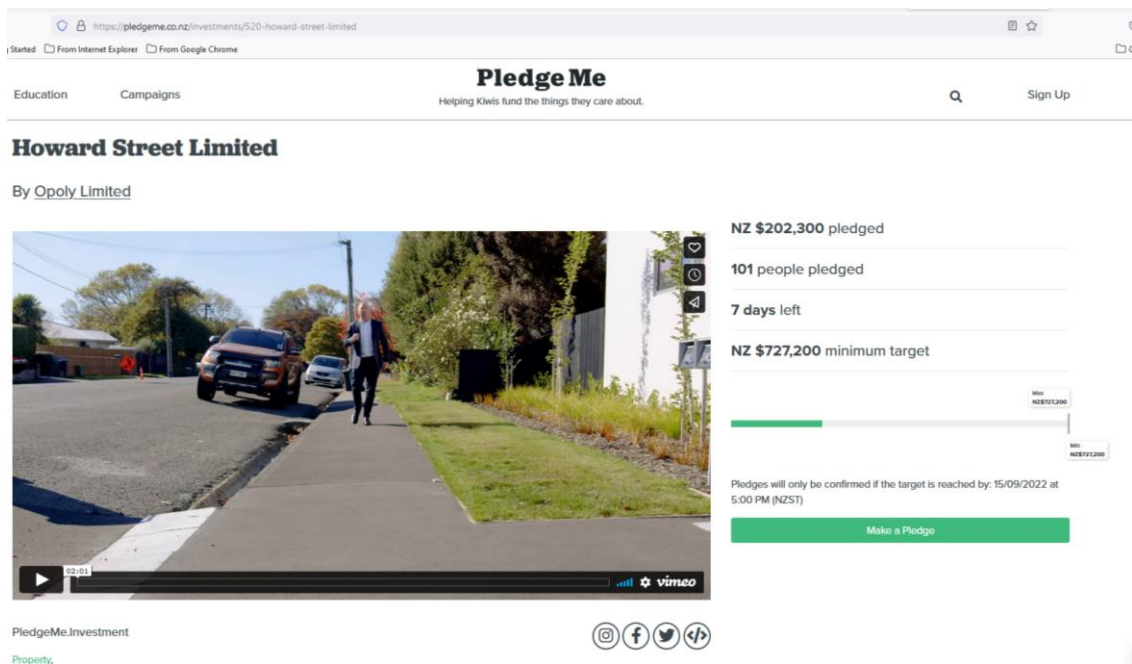 https://pledgeme.co.nz/investments/520-howard-street-limited
Started From Internet Explorer From Google Chrome
Education Campaigns
Pledge Me
Helping Kiwis fund the things they care about.
Sign Up
Howard Street Limited
By Opoly Limited
NZ $202,300 pledged
101 people pledged
7 days left
NZ $727,200 minimum target
Max
NZ$727,200
Min
NZ$727,200
Pledges will only be confirmed if the target is reached by: 15/09/2022 at
5:00 PM (NZST)
Make a Pledge
02:01
vimeo
PledgeMe.Investment
Property,